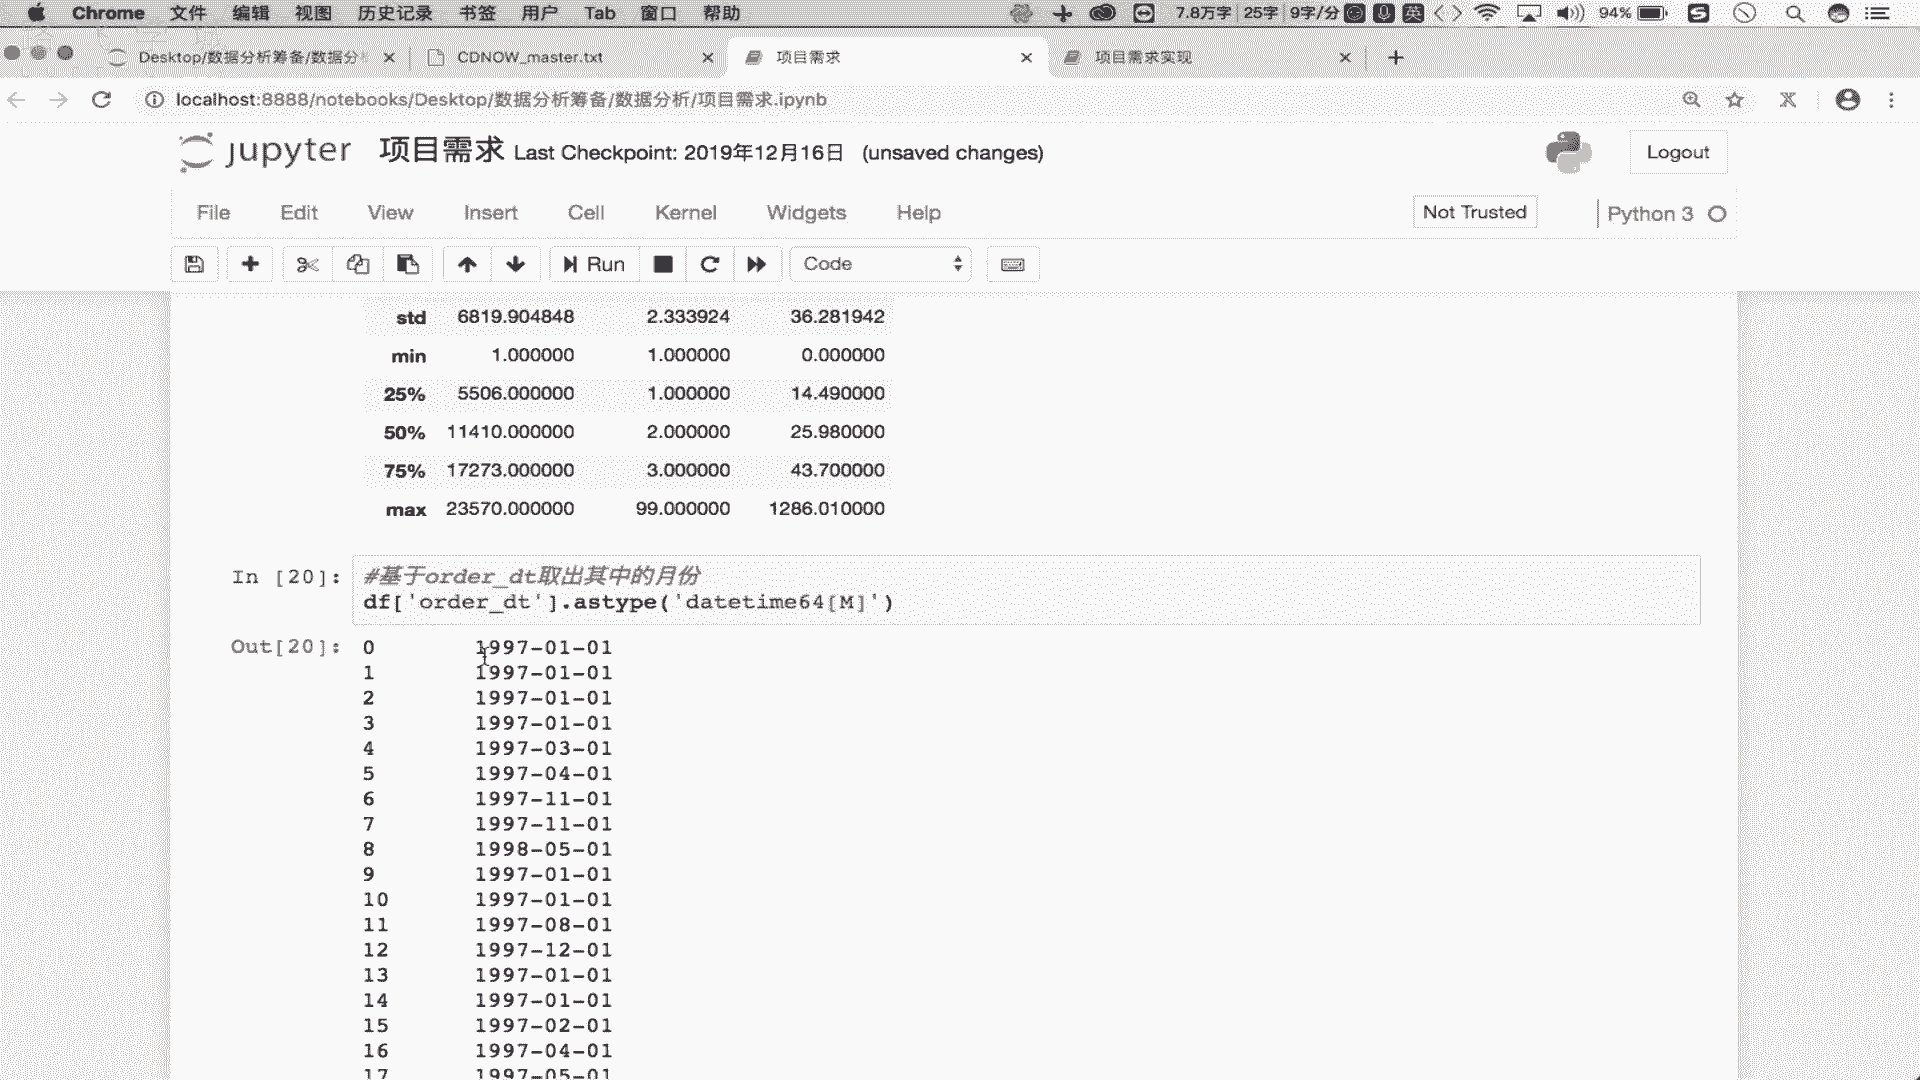 Chrome 文件 编辑 视图 历史记录 书签 用户 Tab 窗口 帮助 7.8万字 25字 9字/分 英 94%
Desktop/数据分析筹备/数据分 CDNOW_master.txt 项目需求 项目需求实现
localhost:8888/notebooks/Desktop/数据分析筹备/数据分析/项目需求.ipynb
jupyter 项目需求 Last Checkpoint: 2019年12月16日 (unsaved changes) Logout
File Edit View Insert Cell Kernel Widgets Help Not Trusted Python 3
Run Code
std 6819.904848 2.333924 36.281942
min 1.000000 1.000000 0.000000
25% 5506.000000 1.000000 14.490000
50% 11410.000000 2.000000 25.980000
75% 17273.000000 3.000000 43.700000
max 23570.000000 99.000000 1286.010000
In [20]: #基于order_dt取出其中的月份
df['order_dt'].astype('datetime64[M]')
Out[20]: 0 1997-01-01
1 1997-01-01
2 1997-01-01
3 1997-01-01
4 1997-03-01
5 1997-04-01
6 1997-11-01
7 1997-11-01
8 1998-05-01
9 1997-01-01
10 1997-01-01
11 1997-08-01
12 1997-12-01
13 1997-01-01
14 1997-01-01
15 1997-02-01
16 1997-04-01
17 1997-05-01